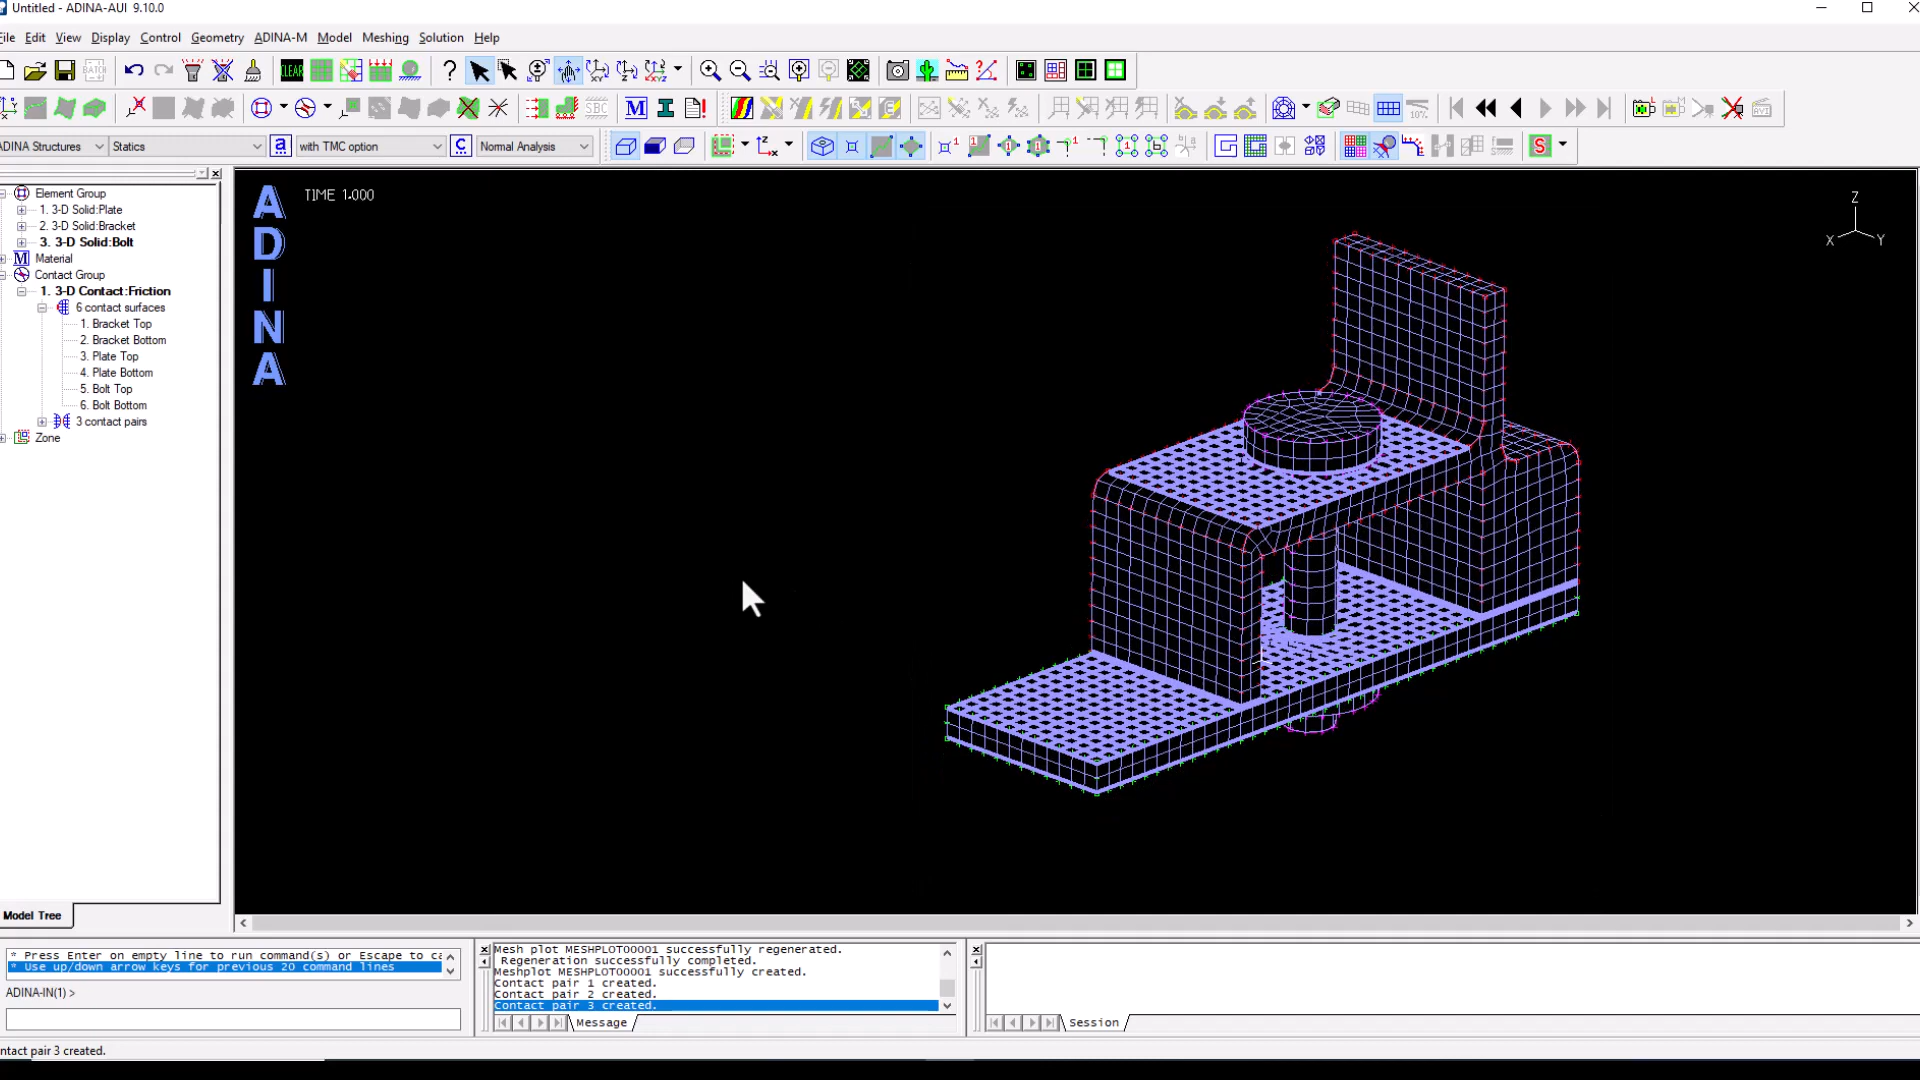 Untitled - ADINA-AUI 9.10.0
File Edit View Display Control Geometry ADINA-M Model Meshing Solution Help
ADINA Structures Statics with TMC option Normal Analysis
Element Group
1. 3-D Solid:Plate
2. 3-D Solid:Bracket
3. 3-D Solid:Bolt
Material
Contact Group
1. 3-D Contact:Friction
6 contact surfaces
1. Bracket Top
2. Bracket Bottom
3. Plate Top
4. Plate Bottom
5. Bolt Top
6. Bolt Bottom
3 contact pairs
Zone
Model Tree
A
D
I
N
A
TIME 1.000
Z
X Y
* Press Enter on empty line to run command(s) or Escape to ca
* Use up/down arrow keys for previous 20 command lines
ADINA-IN(1) >
Mesh plot MESHPLOT00001 successfully regenerated.
Regeneration successfully completed.
Meshplot MESHPLOT00001 successfully created.
Contact pair 1 created.
Contact pair 2 created.
Contact pair 3 created.
Message
Session
ntact pair 3 created.